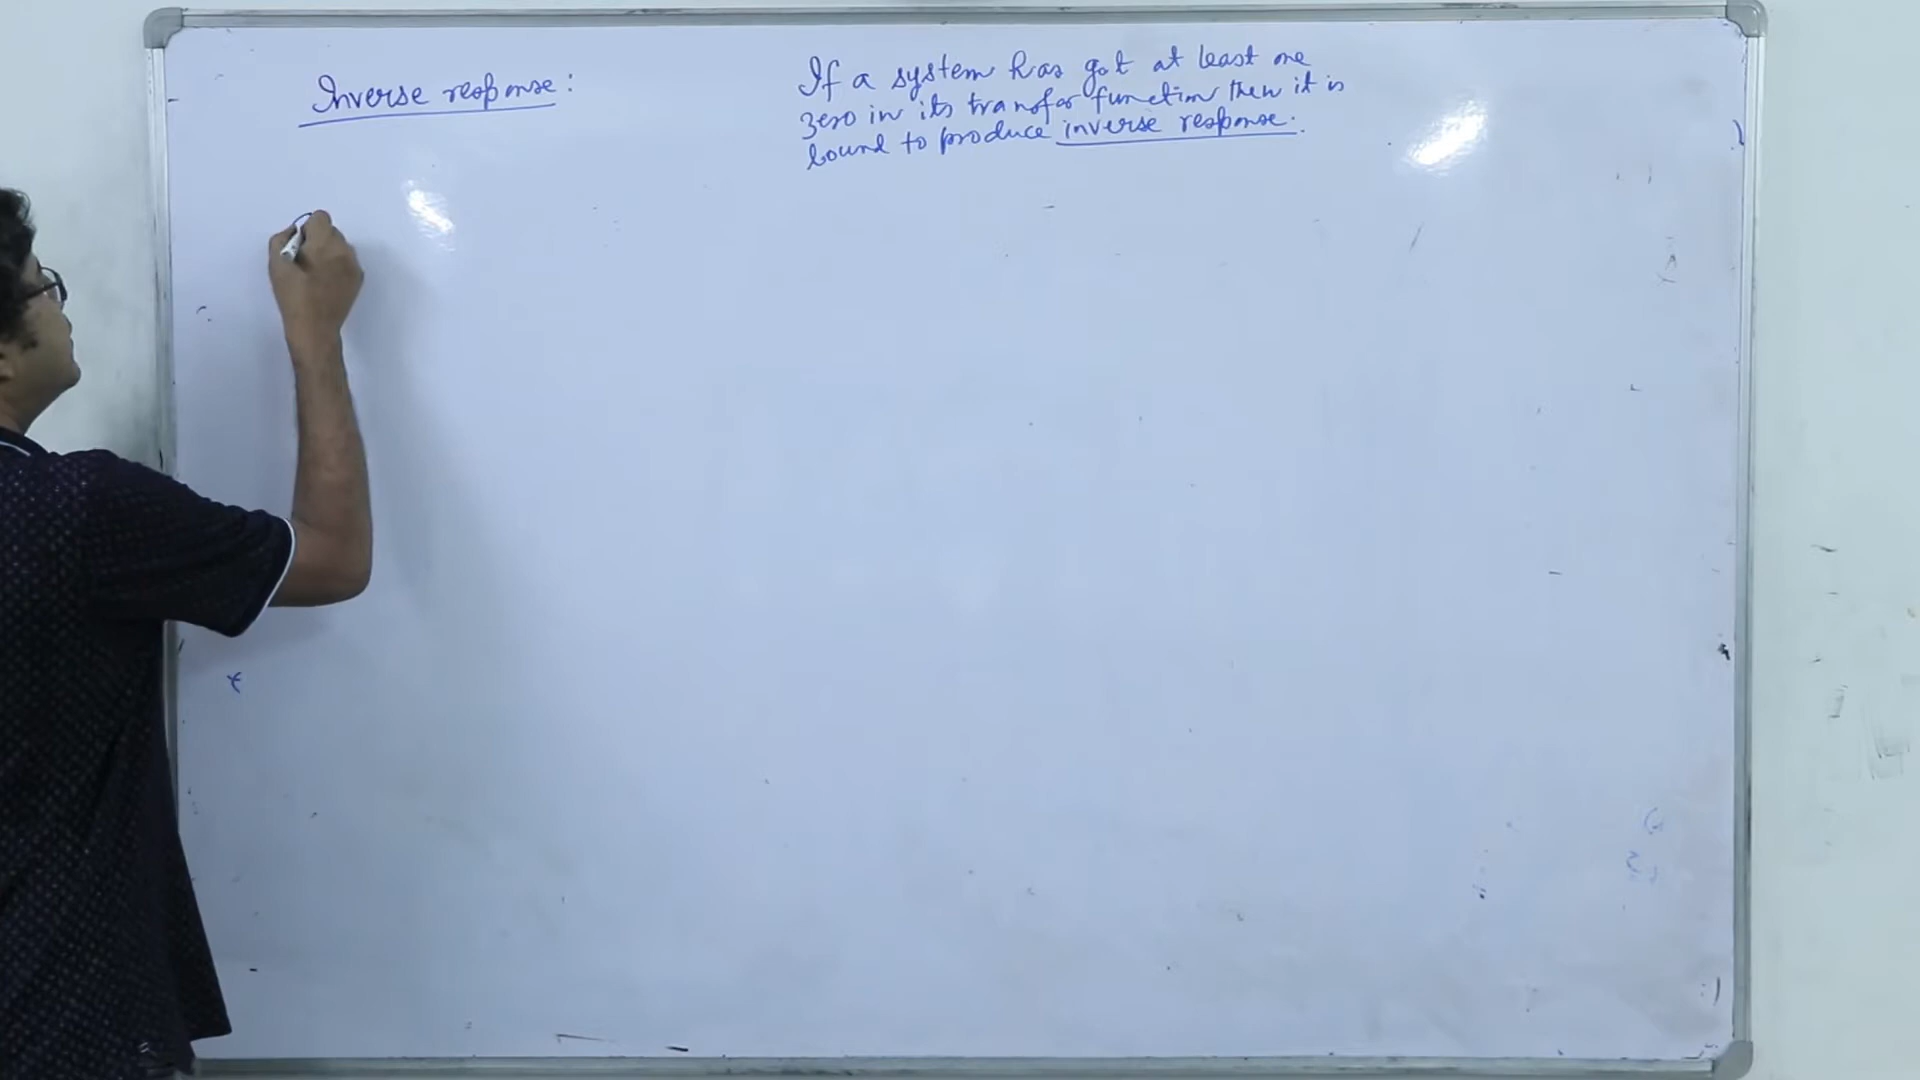 Inverse response:
If a system has got at least one
zero in its transfer function then it is
bound to produce inverse response.